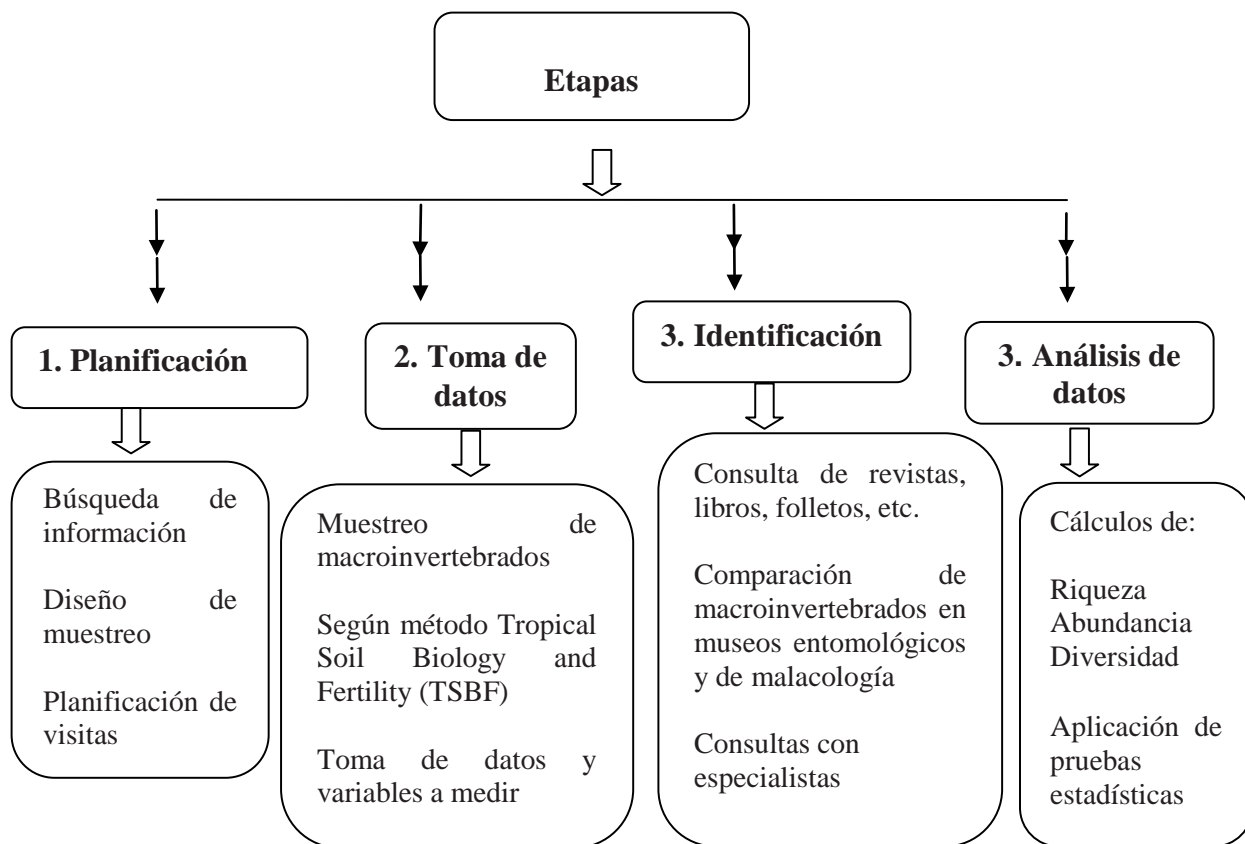 Etapas
1. Planificación
2. Toma de
datos
3. Identificación
3. Análisis de
datos
Búsqueda de
información
Diseño de
muestreo
Planificación de
visitas
Muestreo de
macroinvertebrados
Según método Tropical
Soil Biology and
Fertility (TSBF)
Toma de datos y
variables a medir
Consulta de revistas,
libros, folletos, etc.
Comparación de
macroinvertebrados en
museos entomológicos
y de malacología
Consultas con
especialistas
Cálculos de:
Riqueza
Abundancia
Diversidad
Aplicación de
pruebas
estadísticas